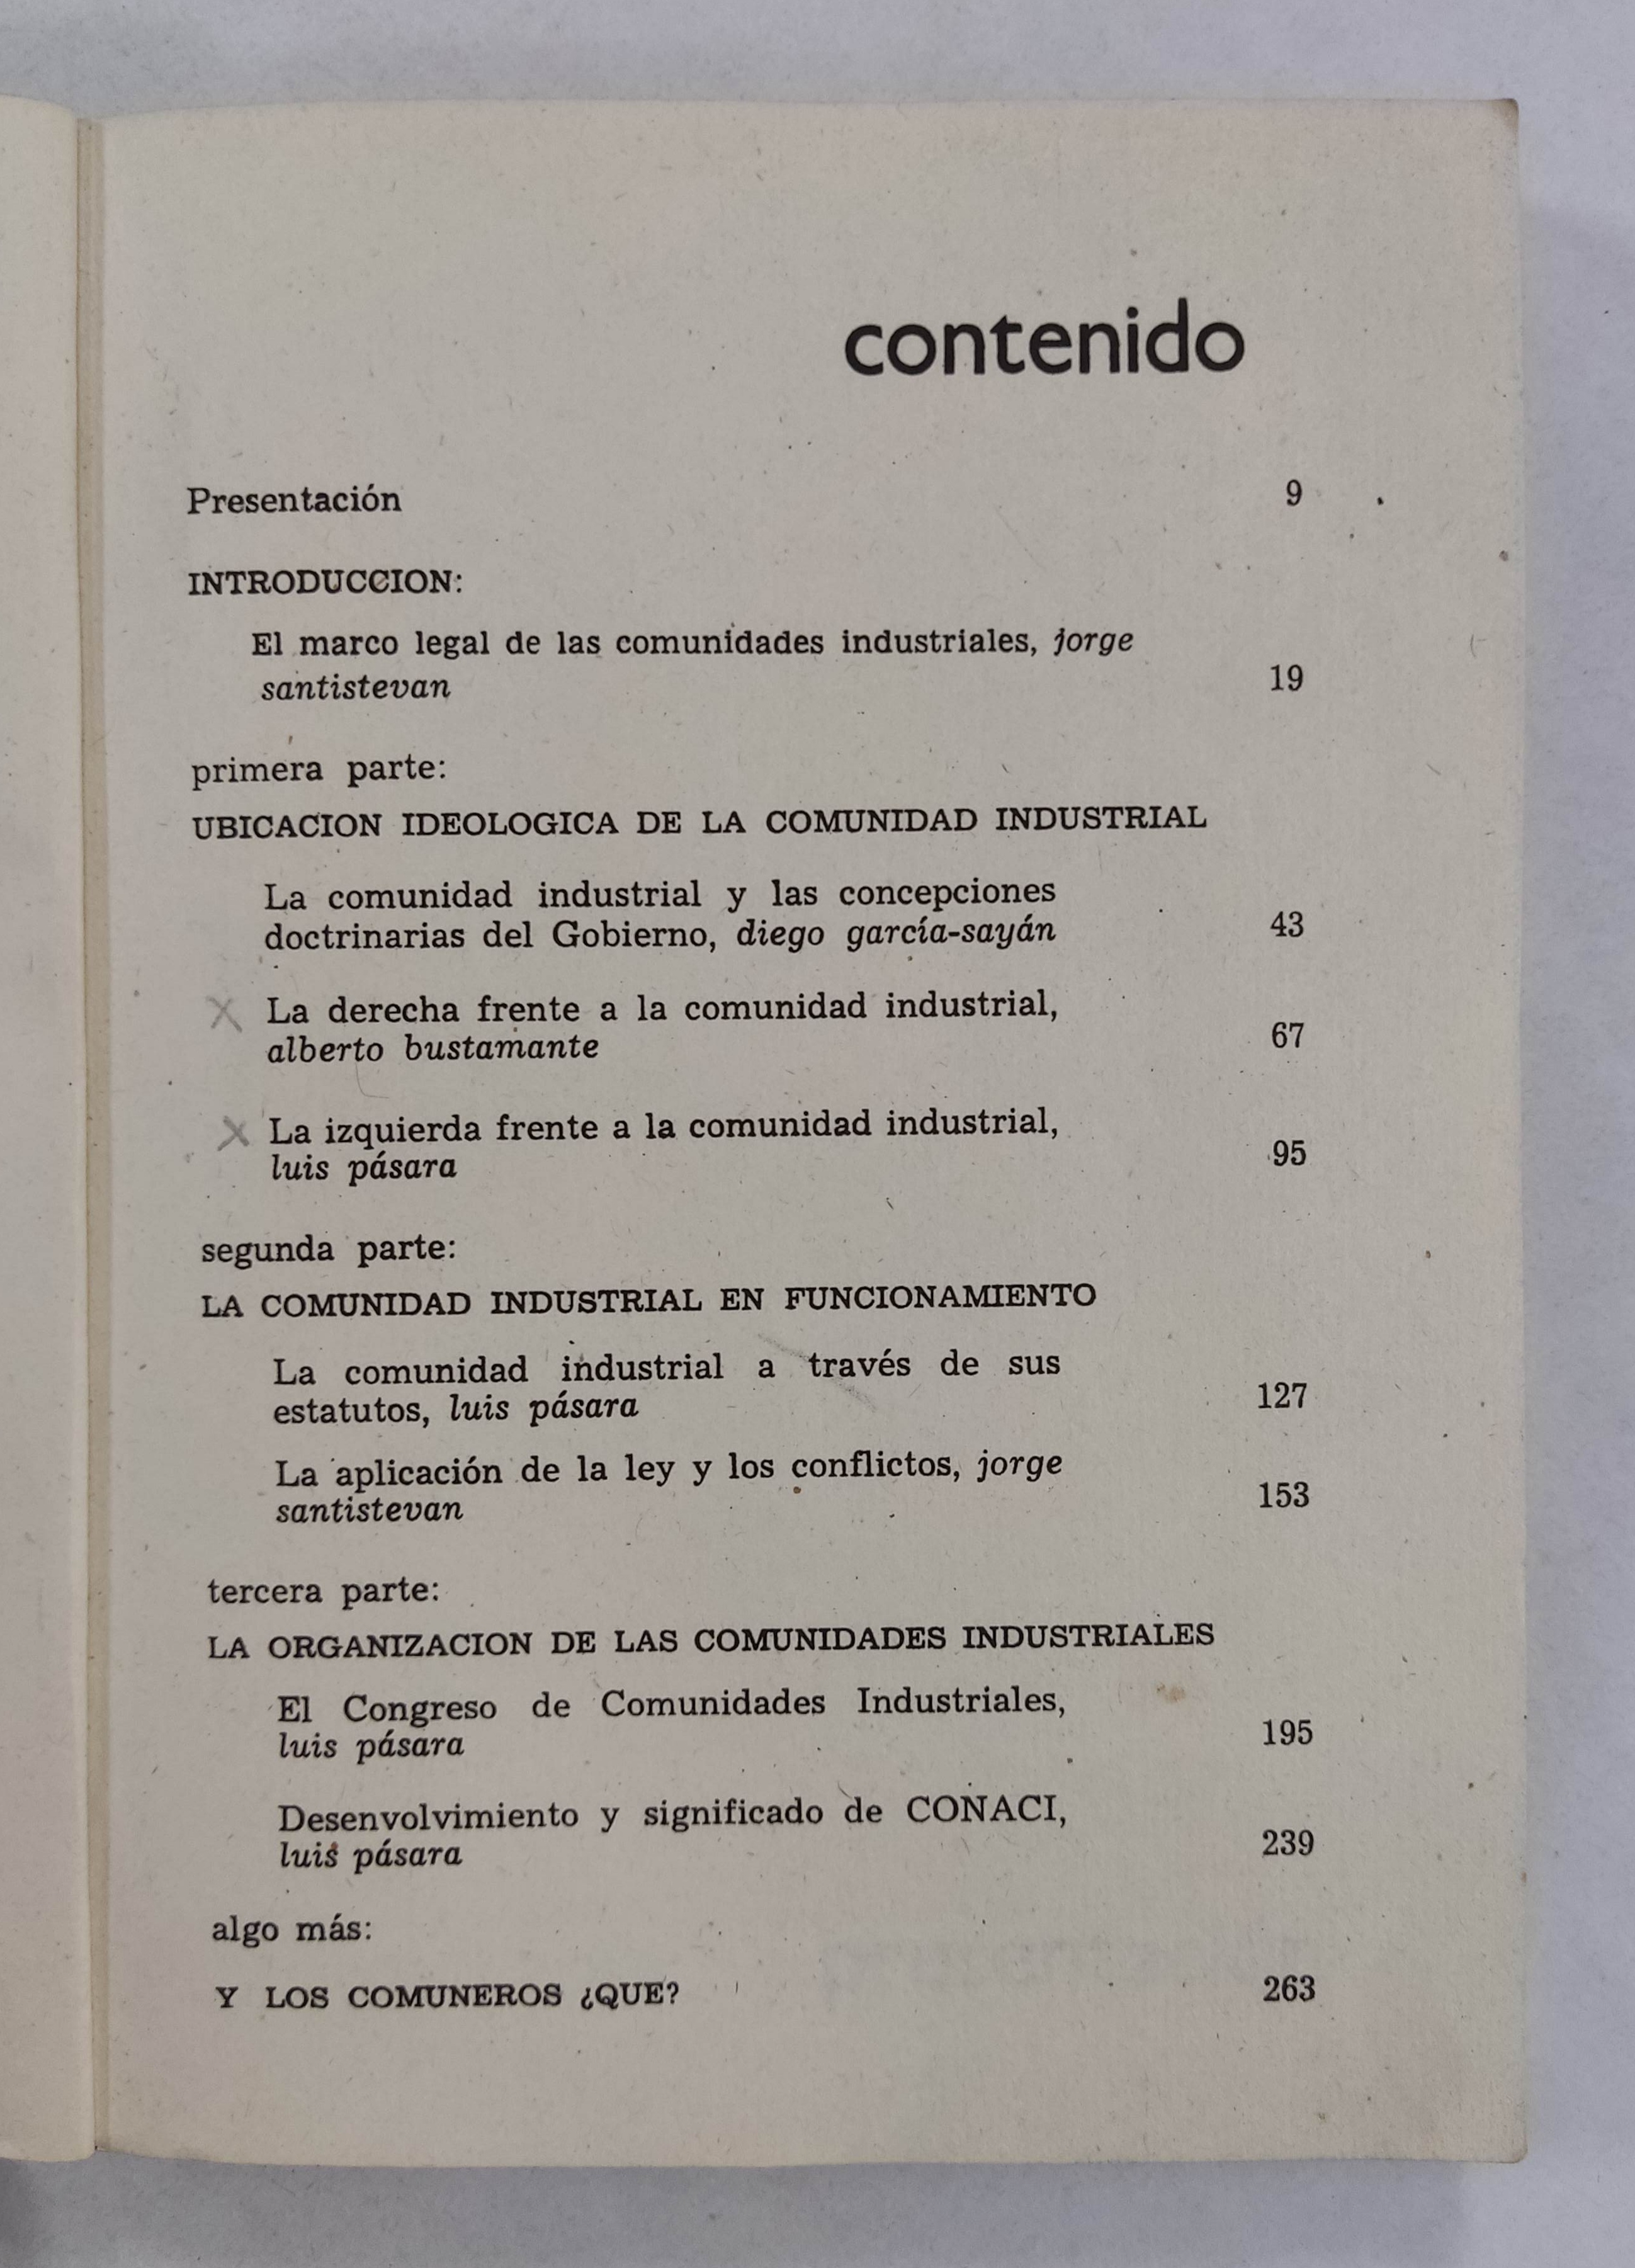 contenido
Presentación 9
INTRODUCCION:
El marco legal de las comunidades industriales, jorge
santistevan 19
primera parte:
UBICACION IDEOLOGICA DE LA COMUNIDAD INDUSTRIAL
La comunidad industrial y las concepciones
doctrinarias del Gobierno, diego garcía-sayán 43
X La derecha frente a la comunidad industrial,
alberto bustamante 67
X La izquierda frente a la comunidad industrial,
luis pásara 95
segunda parte:
LA COMUNIDAD INDUSTRIAL EN FUNCIONAMIENTO
La comunidad industrial a través de sus
estatutos, luis pásara 127
La aplicación de la ley y los conflictos, jorge
santistevan 153
tercera parte:
LA ORGANIZACION DE LAS COMUNIDADES INDUSTRIALES
El Congreso de Comunidades Industriales,
luis pásara 195
Desenvolvimiento y significado de CONACI,
luis pásara 239
algo más:
Y LOS COMUNEROS ¿QUE? 263